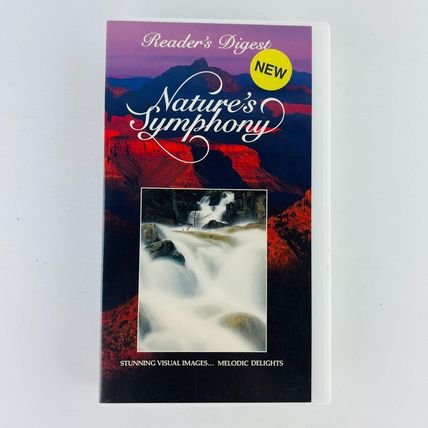 Reader's Digest
NEW
Nature's
Symphony
STUNNING VISUAL IMAGES... MELODIC DELIGHTS